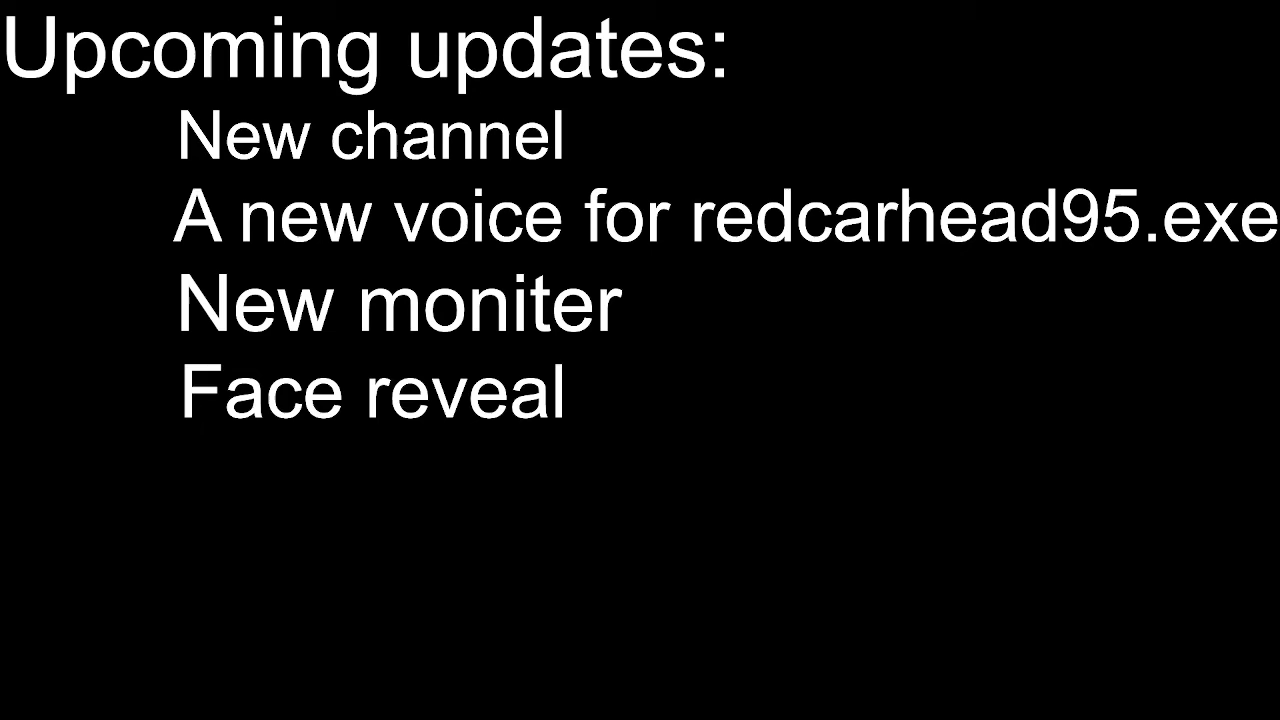 Upcoming updates:
New channel
A new voice for redcarhead95.exe
New moniter
Face reveal